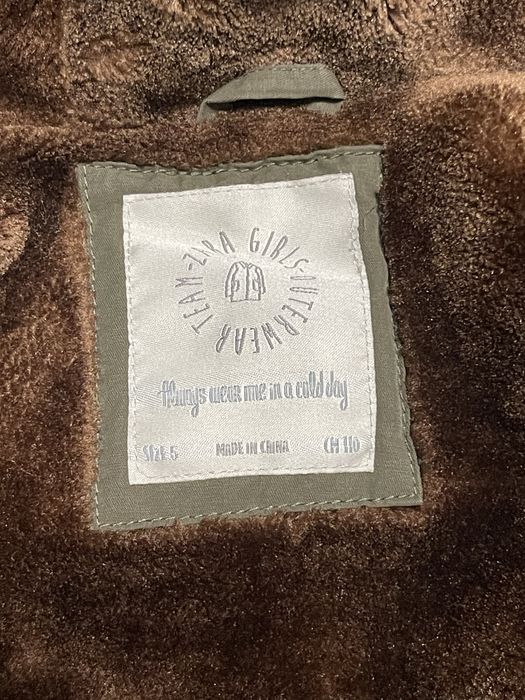 ZARA GIRLS-OUTERWEAR TEAM-
Always wear me in a cold day
SIZE 5 MADE IN CHINA CM 110